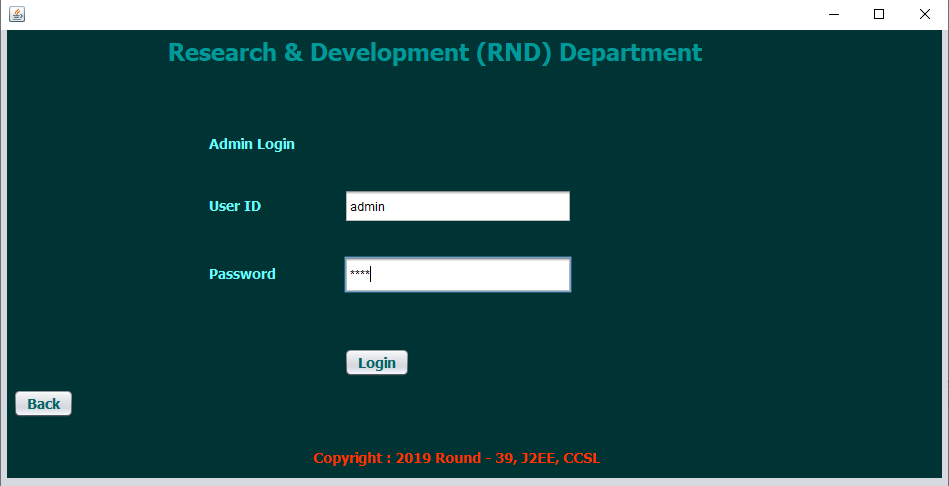 Research & Development (RND) Department
Admin Login
User ID admin
Password ****
Login
Back
Copyright : 2019 Round - 39, J2EE, CCSL